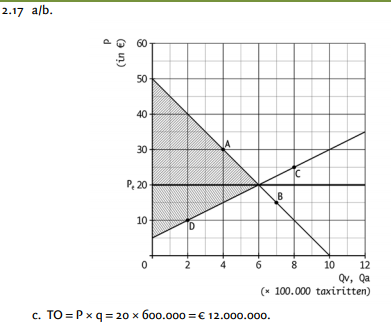 2.17 a/b.
P
(in €)
60
50
40
30
Pₑ 20
10
A
B
C
D
0 2 4 6 8 10 12
Qv, Qa
(× 100.000 taxiritten)
c. TO = P × q = 20 × 600.000 = € 12.000.000.